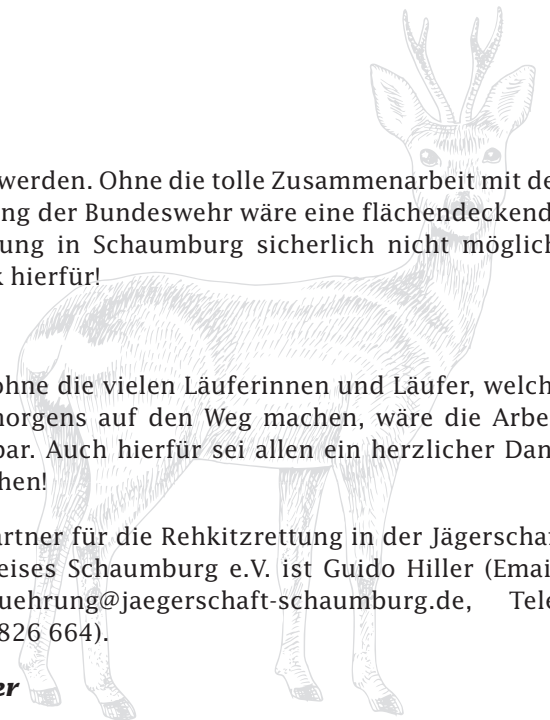 werden. Ohne die tolle Zusammenarbeit mit de
ng der Bundeswehr wäre eine flächendeckend
ung in Schaumburg sicherlich nicht möglich
k hierfür!
ohne die vielen Läuferinnen und Läufer, welch
morgens auf den Weg machen, wäre die Arbe
bar. Auch hierfür sei allen ein herzlicher Dan
hen!
artner für die Rehkitzrettung in der Jägerschaf
eises Schaumburg e.V. ist Guido Hiller (Email
uehrung@jaegerschaft-schaumburg.de, Tele
826 664).
er